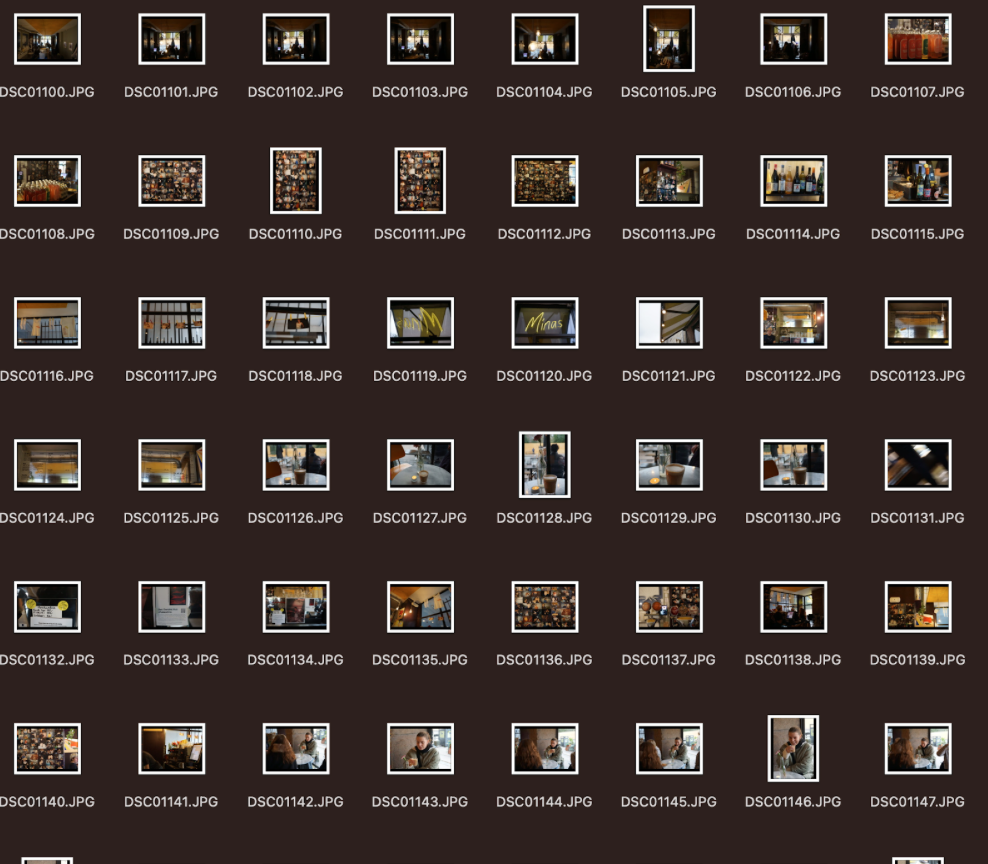 DSC01100.JPG DSC01101.JPG DSC01102.JPG DSC01103.JPG DSC01104.JPG DSC01105.JPG DSC01106.JPG DSC01107.JPG
DSC01108.JPG DSC01109.JPG DSC01110.JPG DSC01111.JPG DSC01112.JPG DSC01113.JPG DSC01114.JPG DSC01115.JPG
Minas
DSC01116.JPG DSC01117.JPG DSC01118.JPG DSC01119.JPG DSC01120.JPG DSC01121.JPG DSC01122.JPG DSC01123.JPG
DSC01124.JPG DSC01125.JPG DSC01126.JPG DSC01127.JPG DSC01128.JPG DSC01129.JPG DSC01130.JPG DSC01131.JPG
DSC01132.JPG DSC01133.JPG DSC01134.JPG DSC01135.JPG DSC01136.JPG DSC01137.JPG DSC01138.JPG DSC01139.JPG
DSC01140.JPG DSC01141.JPG DSC01142.JPG DSC01143.JPG DSC01144.JPG DSC01145.JPG DSC01146.JPG DSC01147.JPG